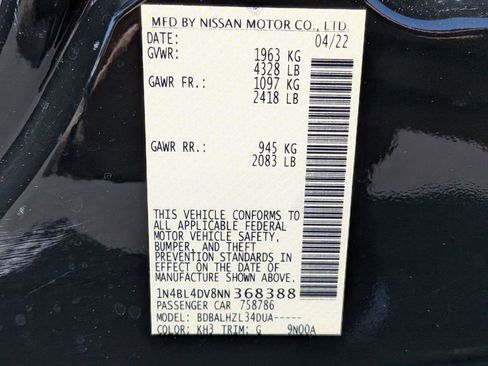 MFD BY NISSAN MOTOR CO., LTD.
DATE: 04/22
GVWR: 1963 KG
4328 LB
GAWR FR.: 1097 KG
2418 LB
GAWR RR.: 945 KG
2083 LB
THIS VEHICLE CONFORMS TO
ALL APPLICABLE FEDERAL
MOTOR VEHICLE SAFETY,
BUMPER, AND THEFT
PREVENTION STANDARDS IN
EFFECT ON THE DATE OF
MANUFACTURE SHOWN ABOVE.
1N4BL4DV8NN368388
PASSENGER CAR 758786
MODEL: BDBALHZL34DUA-----
COLOR: KH3 TRIM: G 9N00A